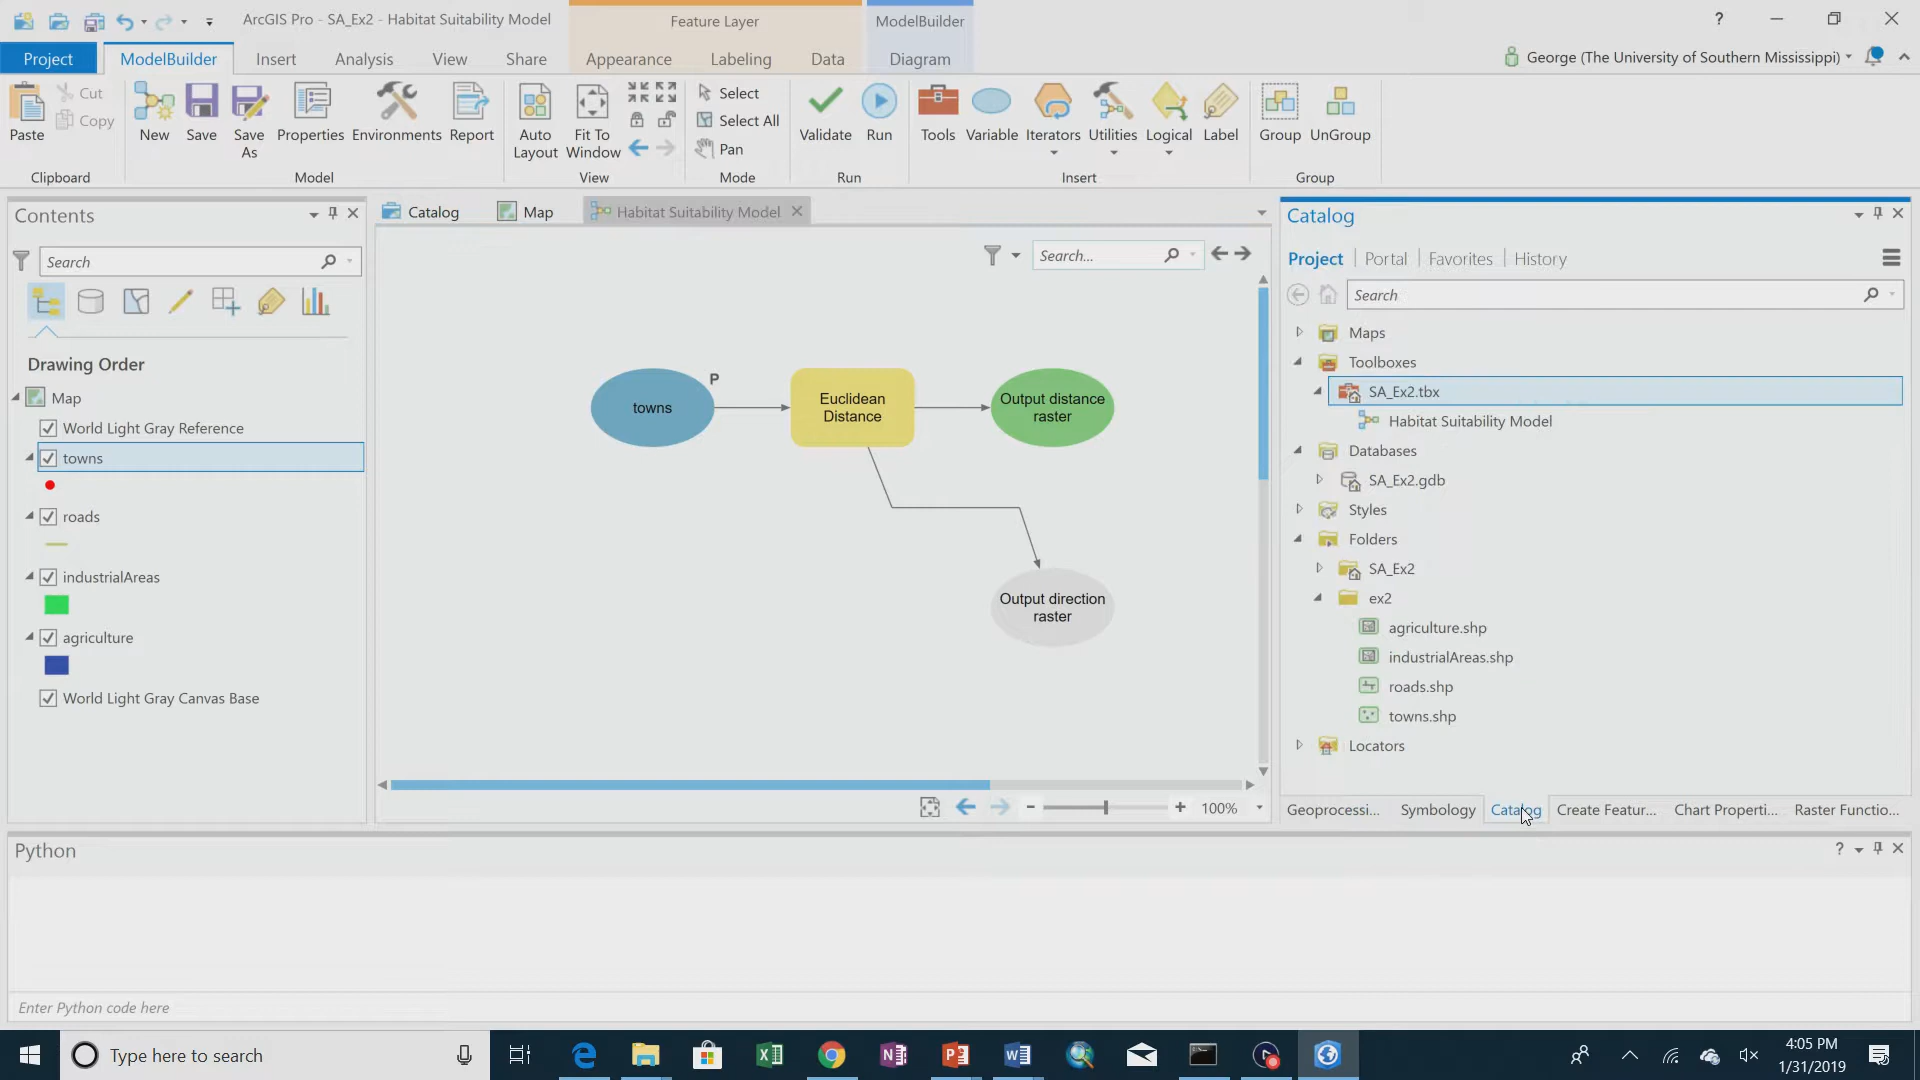 ArcGIS Pro - SA_Ex2 - Habitat Suitability Model
Feature Layer
ModelBuilder
?
Project
ModelBuilder
Insert
Analysis
View
Share
Appearance
Labeling
Data
Diagram
George (The University of Southern Mississippi)
Paste
Cut
Copy
Clipboard
New
Save
Save As
Properties
Environments
Report
Model
Auto Layout
Fit To Window
View
Select
Select All
Pan
Mode
Validate
Run
Run
Tools
Variable
Iterators
Utilities
Logical
Label
Insert
Group
UnGroup
Group
Contents
Search
Drawing Order
Map
World Light Gray Reference
towns
roads
industrialAreas
agriculture
World Light Gray Canvas Base
Catalog
Map
Habitat Suitability Model
Search...
towns
P
Euclidean
Distance
Output distance
raster
Output direction
raster
100%
Catalog
Project
Portal
Favorites
History
Search
Maps
Toolboxes
SA_Ex2.tbx
Habitat Suitability Model
Databases
SA_Ex2.gdb
Styles
Folders
SA_Ex2
ex2
agriculture.shp
industrialAreas.shp
roads.shp
towns.shp
Locators
Geoprocessi...
Symbology
Catalog
Create Featur...
Chart Properti...
Raster Functio...
Python
?
Enter Python code here
Type here to search
4:05 PM
1/31/2019